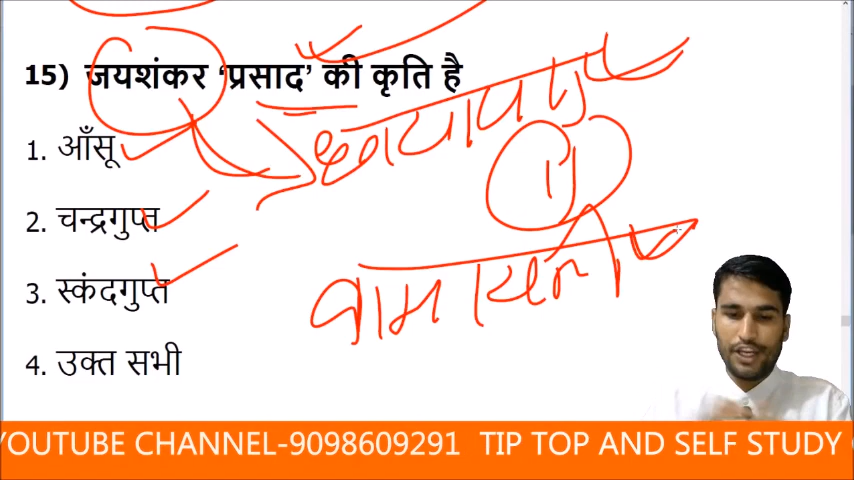 15) जयशंकर ‘प्रसाद’ की कृति है
1. आँसू
2. चन्द्रगुप्त
3. स्कंदगुप्त
4. उक्त सभी
YOUTUBE CHANNEL-9098609291 TIP TOP AND SELF STUDY